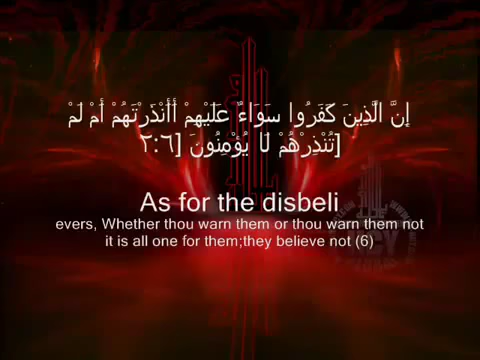 إِنَّ الَّذِينَ كَفَرُوا سَوَاءٌ عَلَيْهِمْ أَأَنْذَرْتَهُمْ أَمْ لَمْ
تُنْذِرْهُمْ لَا يُؤْمِنُونَ [٢:٦]
As for the disbeli
evers, Whether thou warn them or thou warn them not
it is all one for them;they believe not (6)